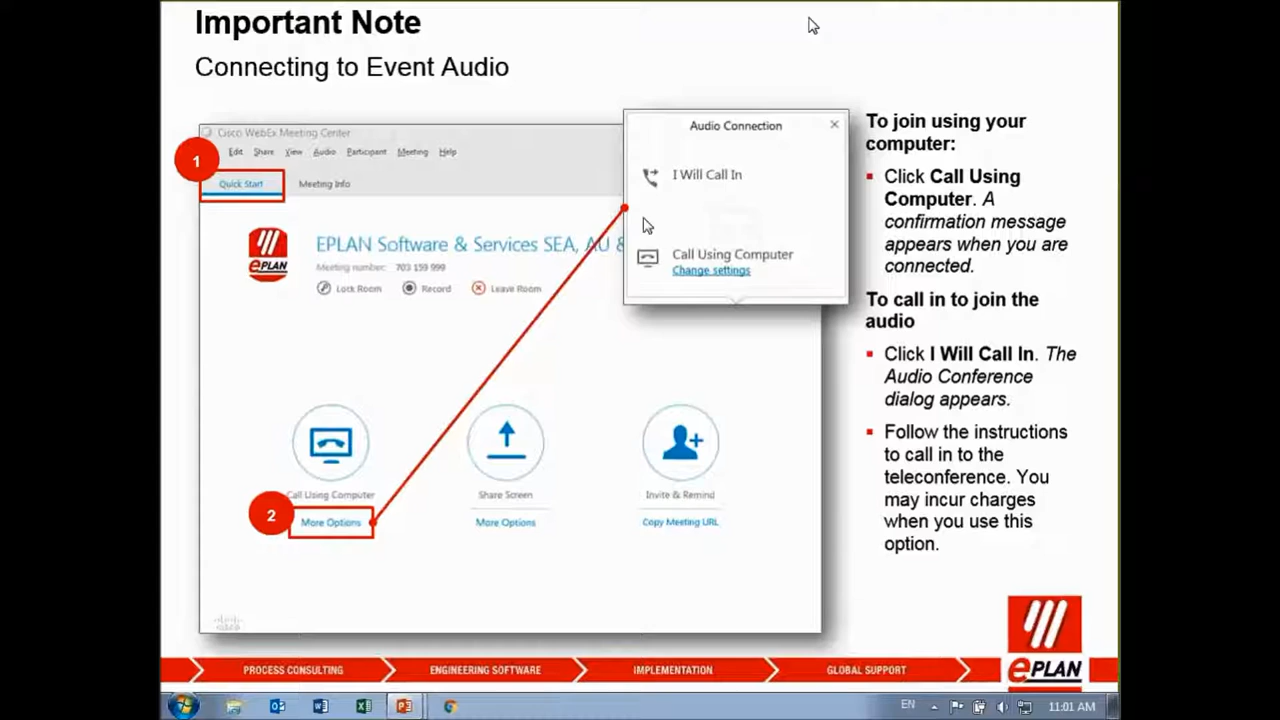 Important Note
Connecting to Event Audio
Cisco WebEx Meeting Center
Edit Share View Audio Participant Meeting Help
1
Quick Start Meeting Info
EPLAN
EPLAN Software & Services SEA, AU &
Meeting number: 703 159 999
Lock Room Record Leave Room
Audio Connection
I Will Call In
Call Using Computer
Change settings
Call Using Computer
Share Screen
Invite & Remind
2
More Options
More Options
Copy Meeting URL
cisco
To join using your
computer:
Click Call Using
Computer. A
confirmation message
appears when you are
connected.
To call in to join the
audio
Click I Will Call In. The
Audio Conference
dialog appears.
Follow the instructions
to call in to the
teleconference. You
may incur charges
when you use this
option.
PROCESS CONSULTING ENGINEERING SOFTWARE IMPLEMENTATION GLOBAL SUPPORT
ePLAN
EN 11:01 AM